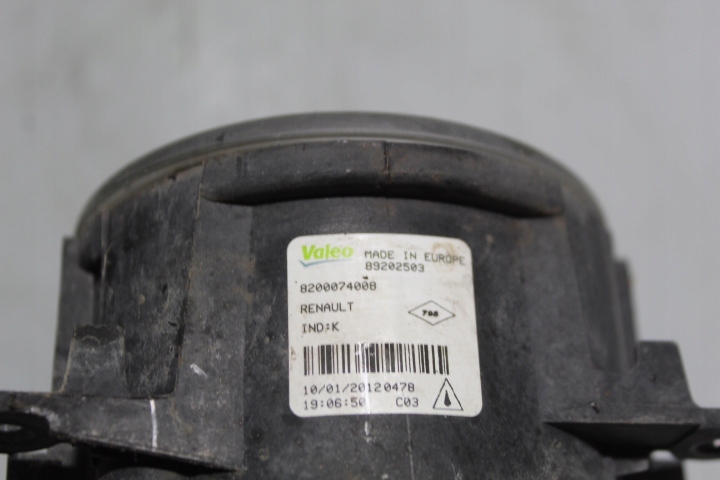 Valeo MADE IN EUROPE
89202503
8200074008
RENAULT
IND:K
10/01/20120478
19:06:50 C03